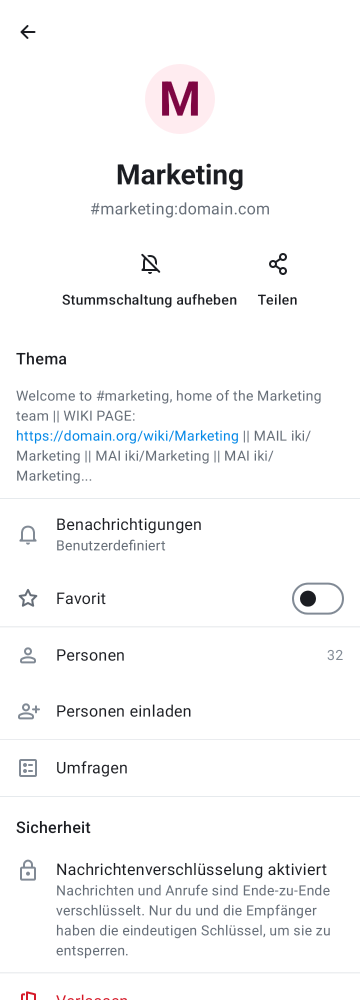 M
Marketing
#marketing:domain.com
Stummschaltung aufheben
Teilen
Thema
Welcome to #marketing, home of the Marketing
team || WIKI PAGE:
https://domain.org/wiki/Marketing || MAIL iki/
Marketing || MAI iki/Marketing || MAI iki/
Marketing...
Benachrichtigungen
Benutzerdefiniert
Favorit
Personen 32
Personen einladen
Umfragen
Sicherheit
Nachrichtenverschlüsselung aktiviert
Nachrichten und Anrufe sind Ende-zu-Ende
verschlüsselt. Nur du und die Empfänger
haben die eindeutigen Schlüssel, um sie zu
entsperren.
Verlassen